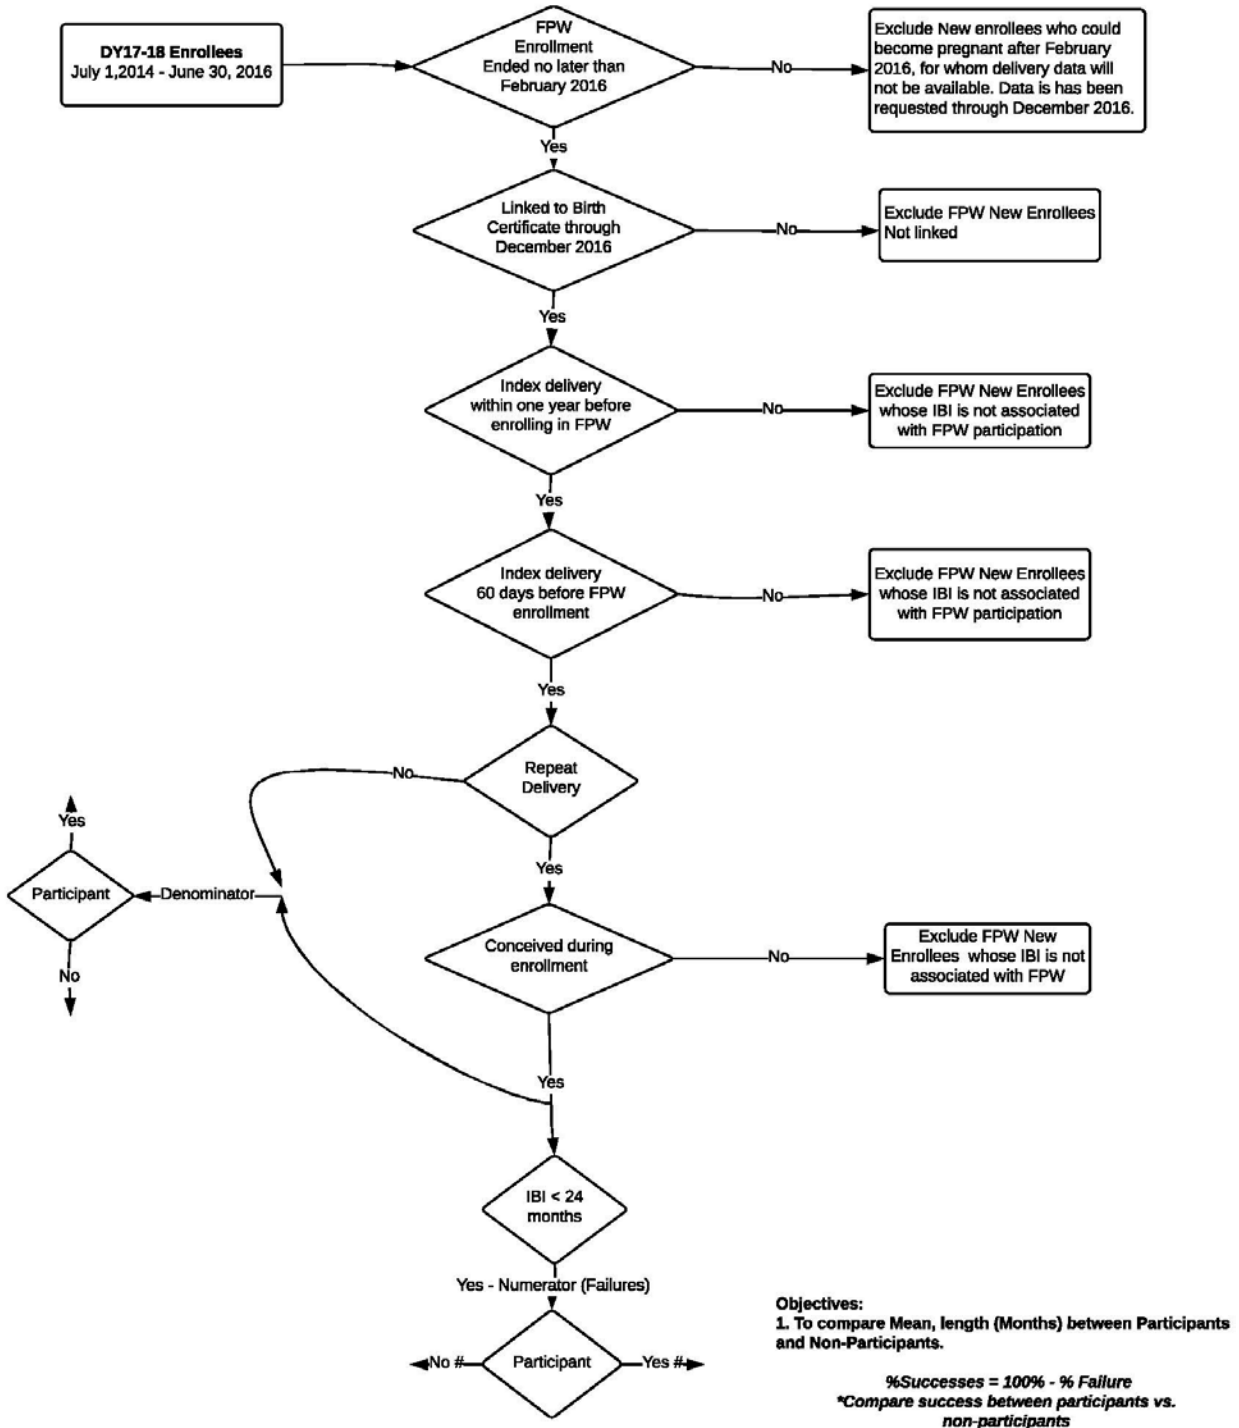 DY17-18 Enrollees
July 1,2014 - June 30, 2016
FPW
Enrollment
Ended no later than
February 2016
No
Exclude New enrollees who could
become pregnant after February
2016, for whom delivery data will
not be available. Data is has been
requested through December 2016.
Yes
Linked to Birth
Certificate through
December 2016
No
Exclude FPW New Enrollees
Not linked
Yes
Index delivery
within one year before
enrolling in FPW
No
Exclude FPW New Enrollees
whose IBI is not associated
with FPW participation
Yes
Index delivery
60 days before FPW
enrollment
No
Exclude FPW New Enrollees
whose IBI is not associated
with FPW participation
Yes
Repeat
Delivery
No
Yes
Participant
Denominator
Yes
No
Conceived during
enrollment
No
Exclude FPW New
Enrollees whose IBI is not
associated with FPW
Yes
IBI < 24
months
Yes - Numerator (Failures)
No #
Participant
Yes #
Objectives:
1. To compare Mean, length (Months) between Participants
and Non-Participants.
%Successes = 100% - % Failure
*Compare success between participants vs.
non-participants